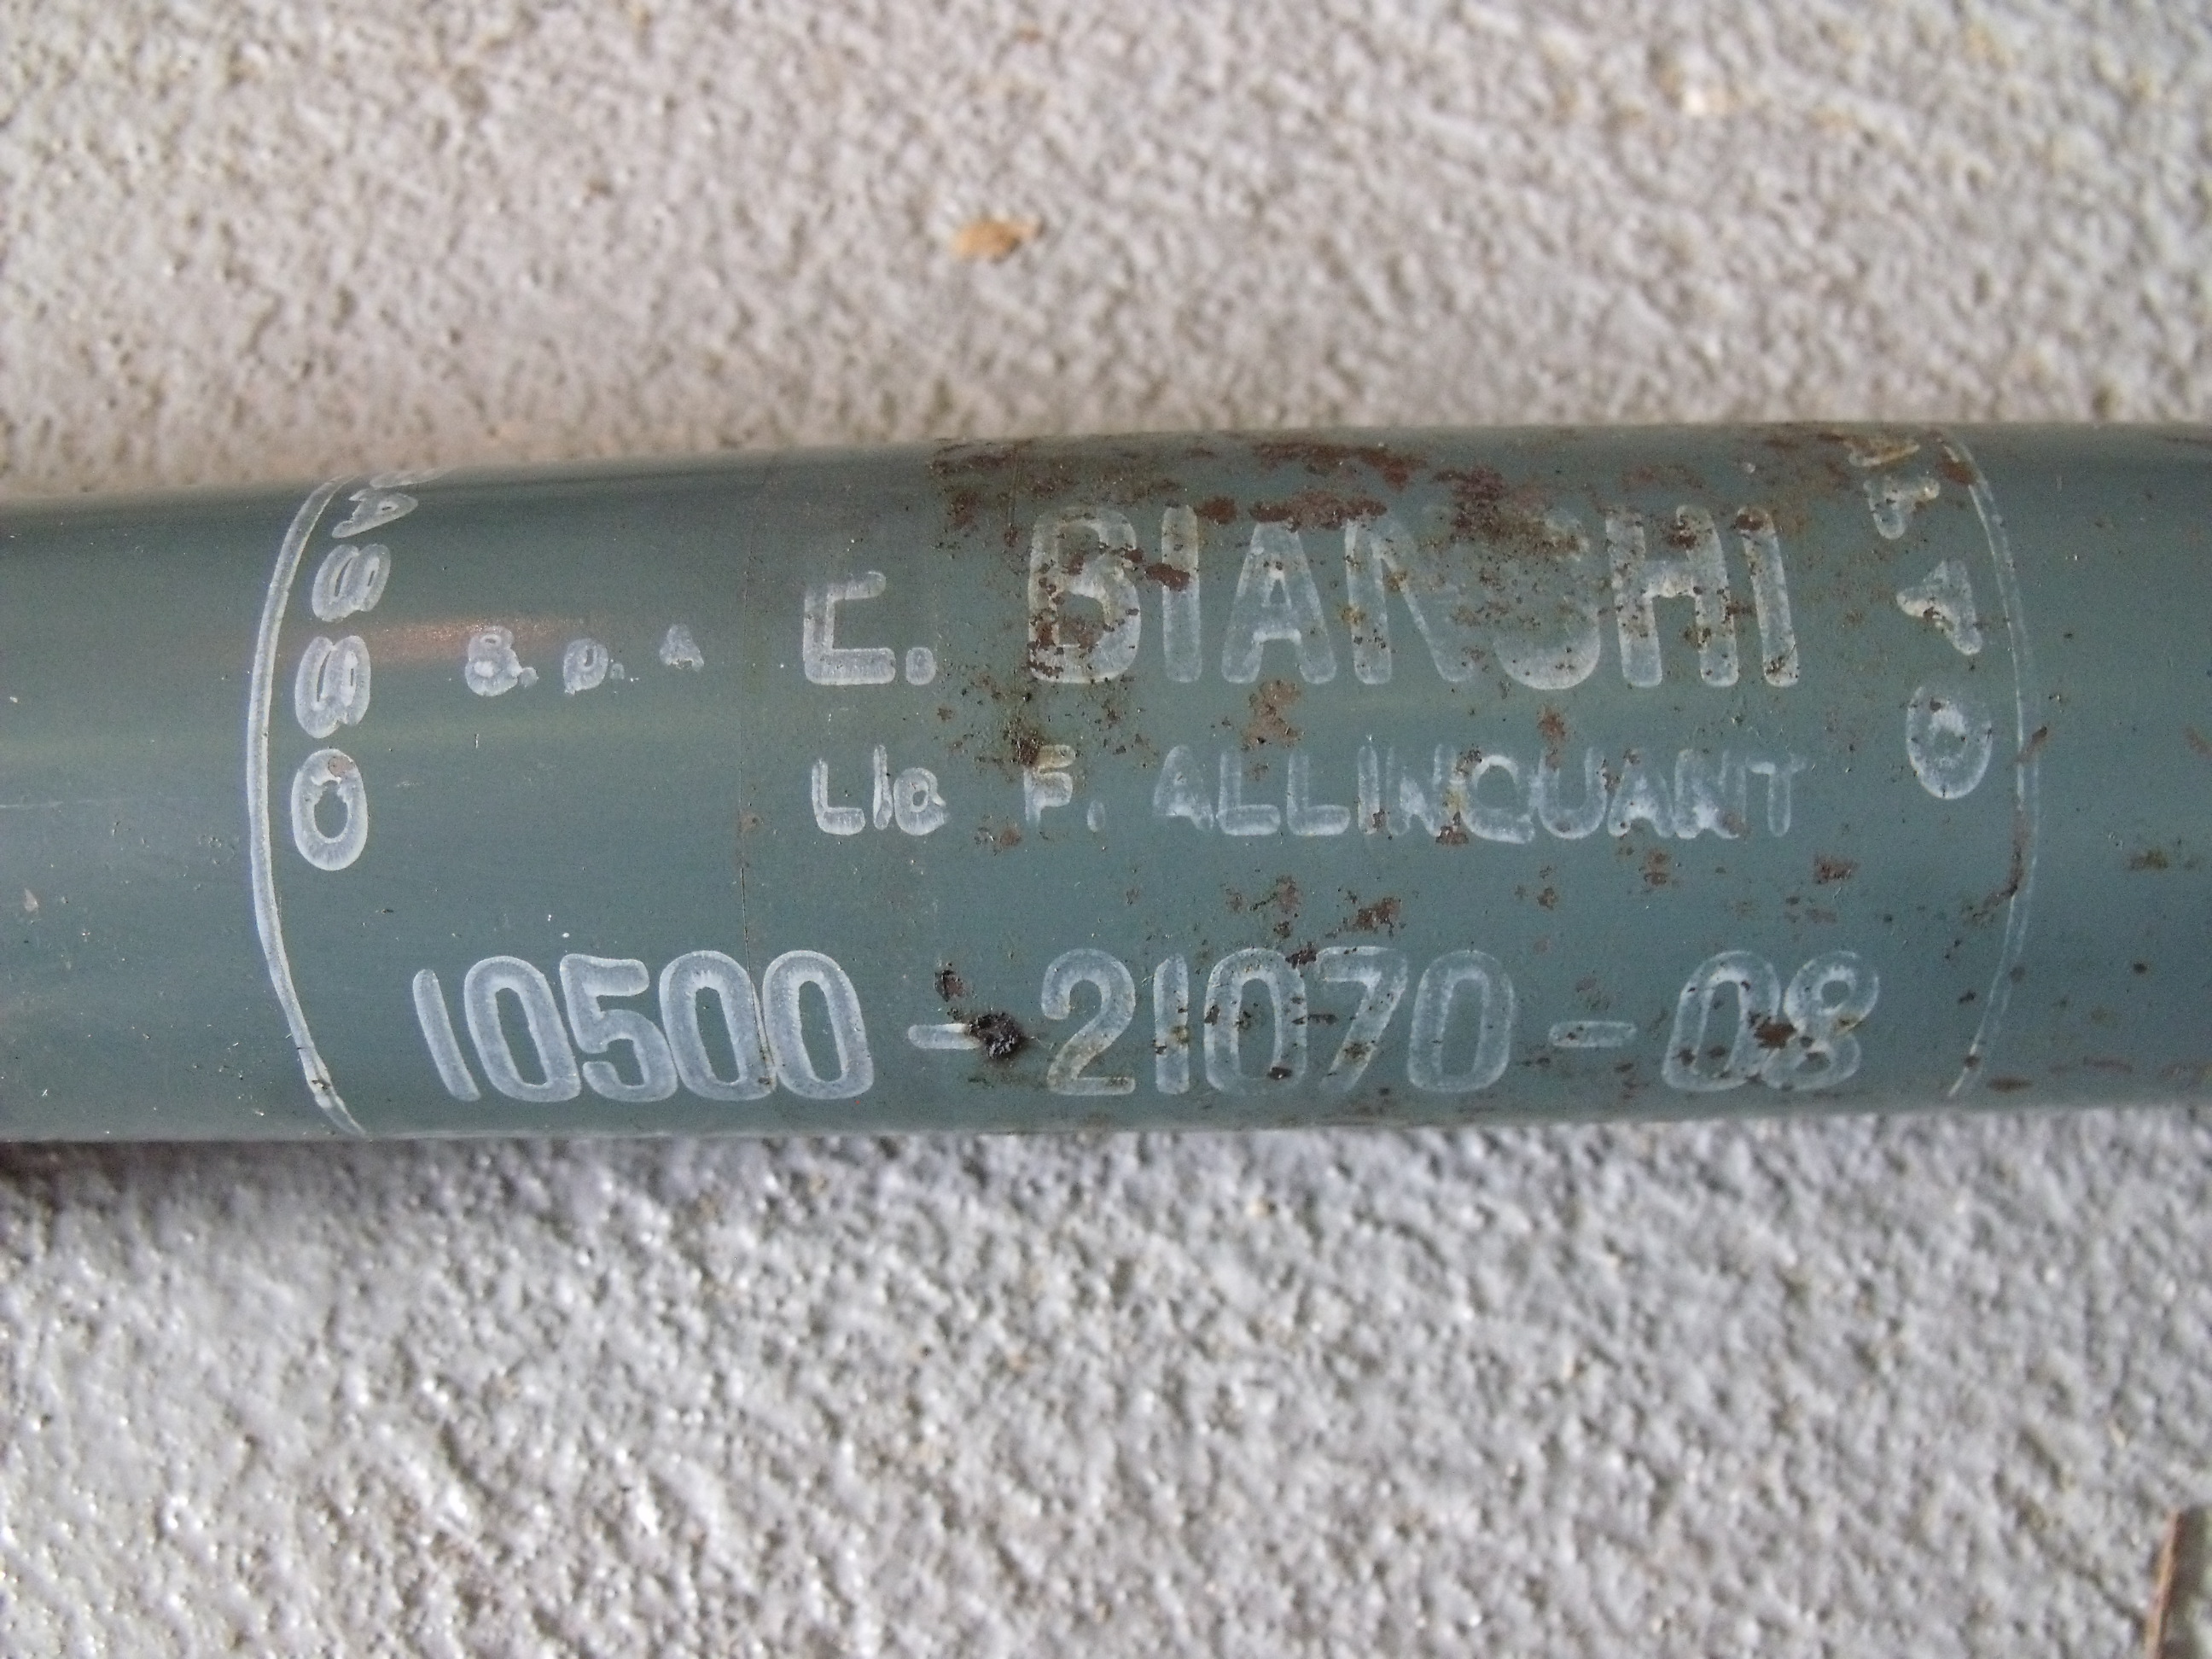 S.p.A E. BIANCHI
Lic F. ALLINQUANT
10500-21070-08